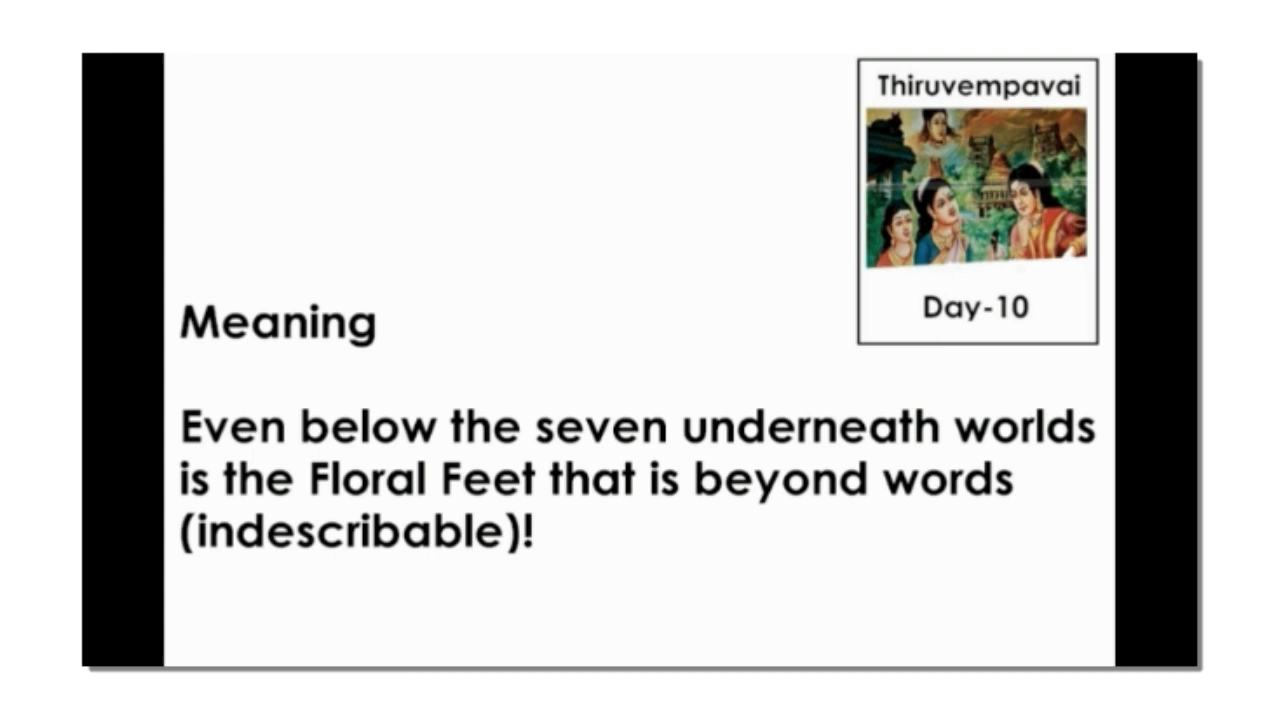 Thiruvempavai
Day-10
Meaning
Even below the seven underneath worlds
is the Floral Feet that is beyond words
(indescribable)!